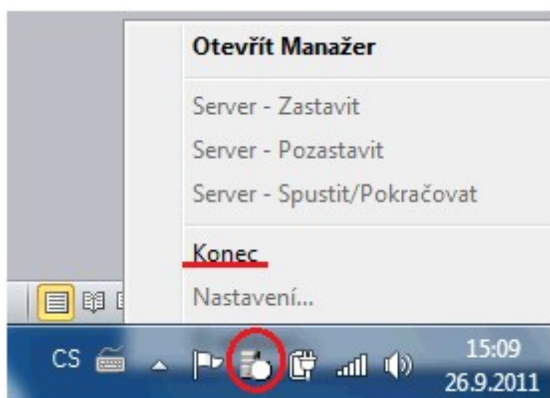 Otevřít Manažer
Server - Zastavit
Server - Pozastavit
Server - Spustit/Pokračovat
Konec
Nastavení...
CS
15:09
26.9.2011